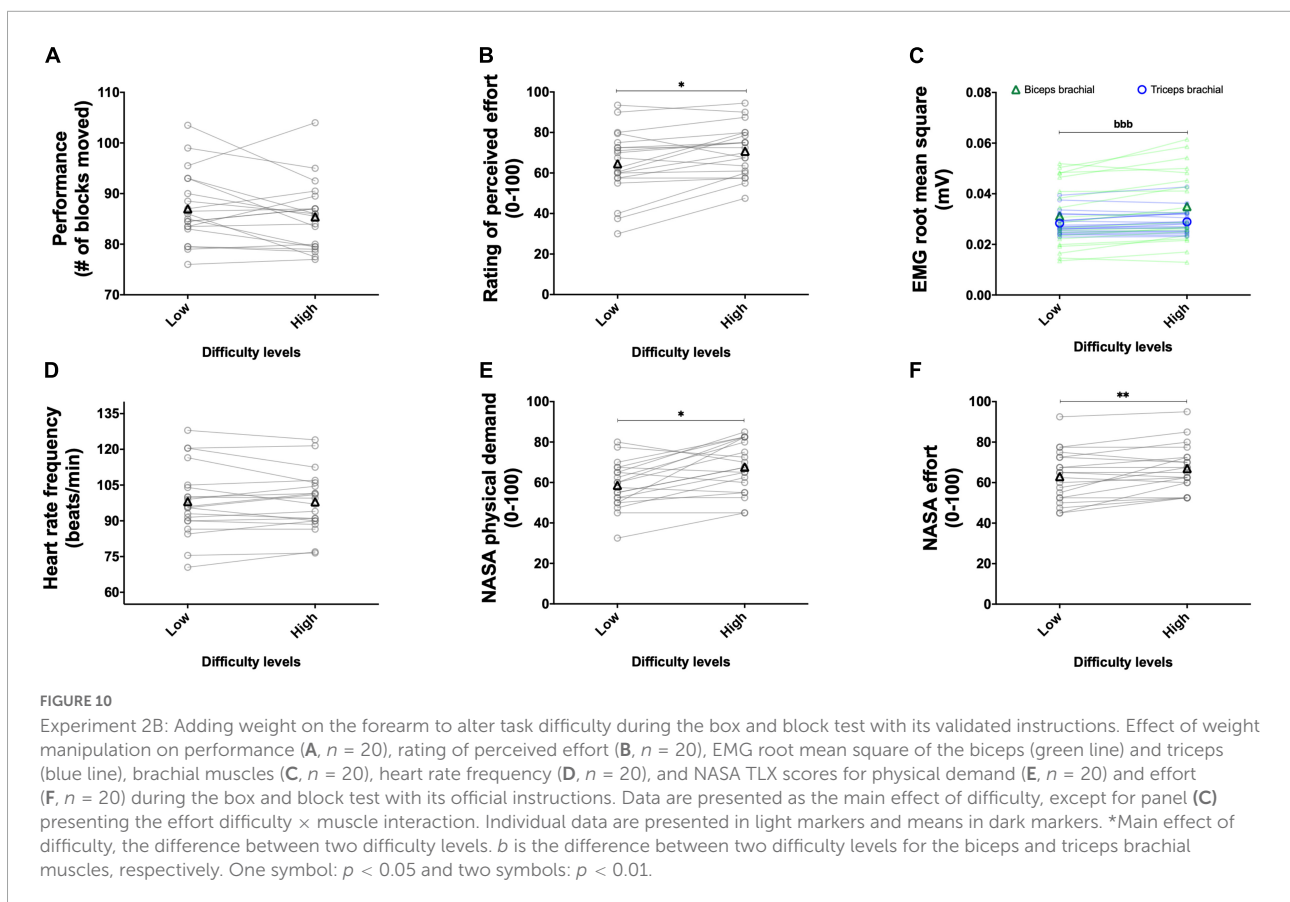 A
Performance
(# of blocks moved)
110
100
90
80
70
Low
High
Difficulty levels
B
Rating of perceived effort
(0-100)
100
80
60
40
20
0
*
Low
High
Difficulty levels
C
EMG root mean square
(mV)
0.08
0.06
0.04
0.02
0.00
Biceps brachial
Triceps brachial
bbb
Low
High
Difficulty levels
D
Heart rate frequency
(beats/min)
135
120
105
90
75
60
Low
High
Difficulty levels
E
NASA physical demand
(0-100)
100
80
60
40
20
0
*
Low
High
Difficulty levels
F
NASA effort
(0-100)
100
80
60
40
20
0
**
Low
High
Difficulty levels
FIGURE 10
Experiment 2B: Adding weight on the forearm to alter task difficulty during the box and block test with its validated instructions. Effect of weight
manipulation on performance (A, n = 20), rating of perceived effort (B, n = 20), EMG root mean square of the biceps (green line) and triceps
(blue line), brachial muscles (C, n = 20), heart rate frequency (D, n = 20), and NASA TLX scores for physical demand (E, n = 20) and effort
(F, n = 20) during the box and block test with its official instructions. Data are presented as the main effect of difficulty, except for panel (C)
presenting the effort difficulty × muscle interaction. Individual data are presented in light markers and means in dark markers. *Main effect of
difficulty, the difference between two difficulty levels. b is the difference between two difficulty levels for the biceps and triceps brachial
muscles, respectively. One symbol: p < 0.05 and two symbols: p < 0.01.